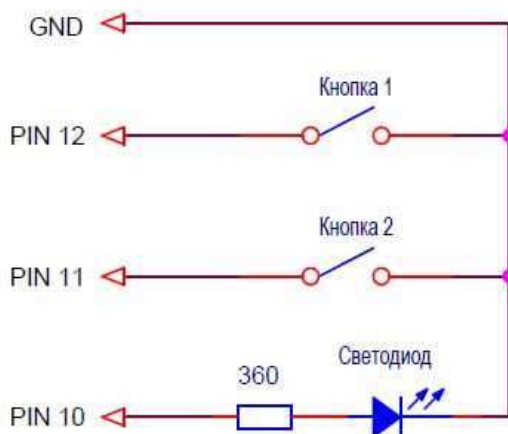 GND
Кнопка 1
PIN 12
Кнопка 2
PIN 11
Светодиод
360
PIN 10